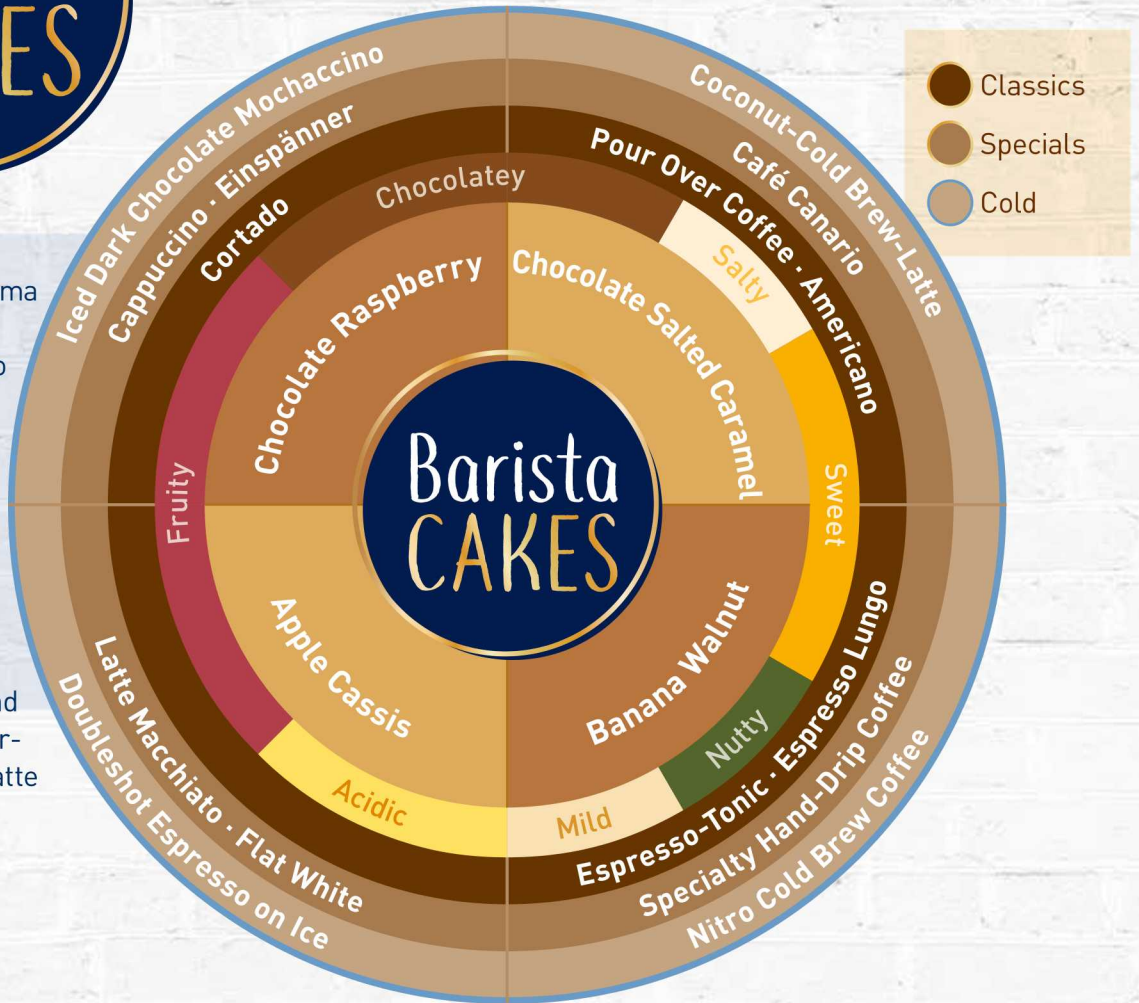 ES
ma
o
nd
r-
atte
Classics
Specials
Cold
Iced Dark Chocolate Mochaccino
Cappuccino · Einspänner
Cortado
Coconut-Cold Brew-Latte
Café Canario
Pour Over Coffee · Americano
Chocolatey
Salty
Sweet
Nutty
Mild
Acidic
Fruity
Chocolate Raspberry
Chocolate Salted Caramel
Banana Walnut
Apple Cassis
Barista
CAKES
Espresso-Tonic · Espresso Lungo
Specialty Hand-Drip Coffee
Nitro Cold Brew Coffee
Latte Macchiato · Flat White
Doubleshot Espresso on Ice